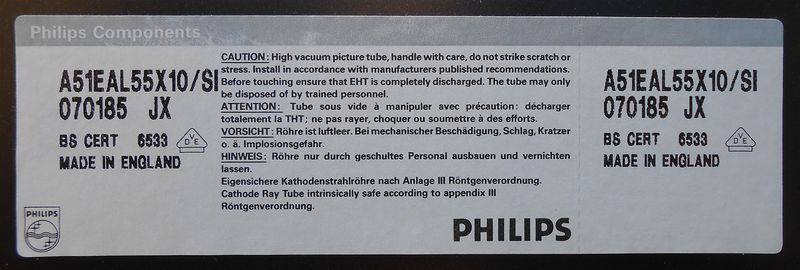 Philips Components
A51EAL55X10/SI
070185 JX
BS CERT 6533 DVE
MADE IN ENGLAND
PHILIPS
CAUTION: High vacuum picture tube, handle with care, do not strike scratch or
stress. Install in accordance with manufacturers published recommendations.
Before touching ensure that EHT is completely discharged. The tube may only
be disposed of by trained personnel.
ATTENTION: Tube sous vide à manipuler avec précaution: décharger
totalement la THT; ne pas rayer, choquer ou soumettre à des efforts.
VORSICHT: Röhre ist luftleer. Bei mechanischer Beschädigung, Schlag, Kratzer
o. ä. Implosionsgefahr.
HINWEIS: Röhre nur durch geschultes Personal ausbauen und vernichten
lassen.
Eigensichere Kathodenstrahlröhre nach Anlage III Röntgenverordnung.
Cathode Ray Tube intrinsically safe according to appendix III
Röntgenverordnung.
PHILIPS
A51EAL55X10/SI
070185 JX
BS CERT 6533 DVE
MADE IN ENGLAND